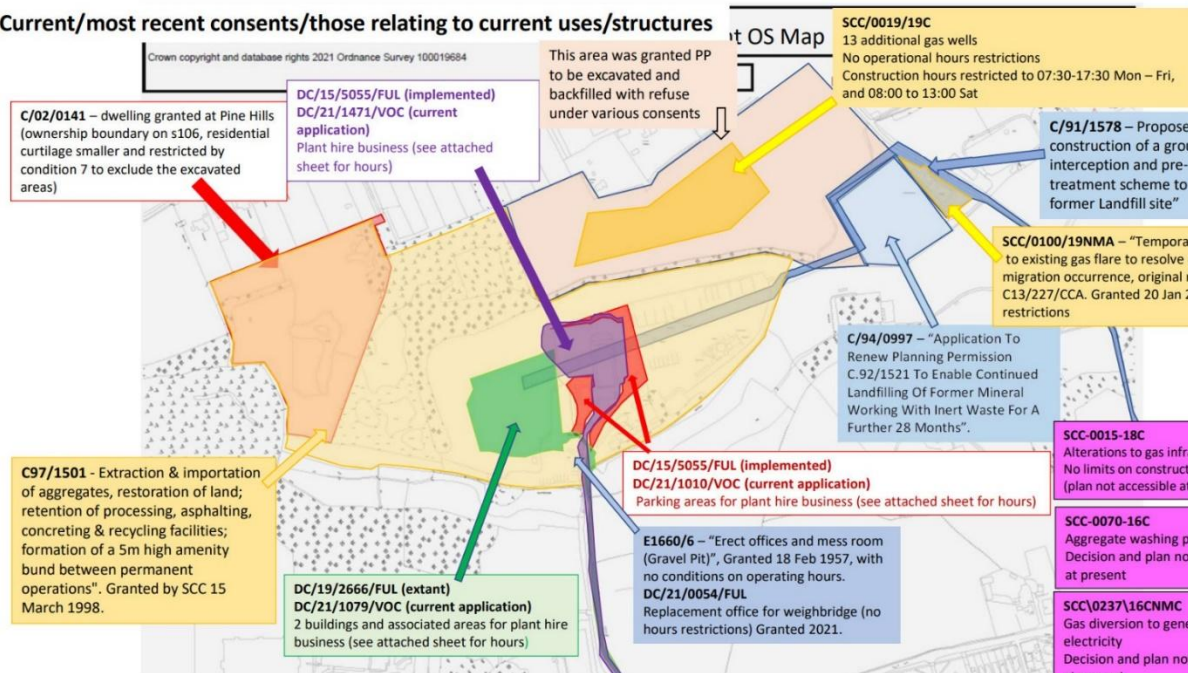 Current/most recent consents/those relating to current uses/structures
OS Map
Crown copyright and database rights 2021 Ordnance Survey 100019684
C/02/0141 – dwelling granted at Pine Hills
(ownership boundary on s106, residential
curtilage smaller and restricted by
condition 7 to exclude the excavated
areas)
DC/15/5055/FUL (implemented)
DC/21/1471/VOC (current
application)
Plant hire business (see attached
sheet for hours)
This area was granted PP
to be excavated and
backfilled with refuse
under various consents
SCC/0019/19C
13 additional gas wells
No operational hours restrictions
Construction hours restricted to 07:30-17:30 Mon – Fri,
and 08:00 to 13:00 Sat
C/91/1578 – Propose
construction of a grou
interception and pre-
treatment scheme to
former Landfill site”
SCC/0100/19NMA – “Tempora
to existing gas flare to resolve
migration occurrence, original
C13/227/CCA. Granted 20 Jan 2
restrictions
C/94/0997 – “Application To
Renew Planning Permission
C.92/1521 To Enable Continued
Landfilling Of Former Mineral
Working With Inert Waste For A
Further 28 Months”.
C97/1501 - Extraction & importation
of aggregates, restoration of land;
retention of processing, asphalting,
concreting & recycling facilities;
formation of a 5m high amenity
bund between permanent
operations". Granted by SCC 15
March 1998.
DC/19/2666/FUL (extant)
DC/21/1079/VOC (current application)
2 buildings and associated areas for plant hire
business (see attached sheet for hours)
DC/15/5055/FUL (implemented)
DC/21/1010/VOC (current application)
Parking areas for plant hire business (see attached sheet for hours)
E1660/6 – “Erect offices and mess room
(Gravel Pit)”, Granted 18 Feb 1957, with
no conditions on operating hours.
DC/21/0054/FUL
Replacement office for weighbridge (no
hours restrictions) Granted 2021.
SCC-0015-18C
Alterations to gas infra
No limits on construct
(plan not accessible at
SCC-0070-16C
Aggregate washing p
Decision and plan no
at present
SCC\0237\16CNMC
Gas diversion to gene
electricity
Decision and plan no